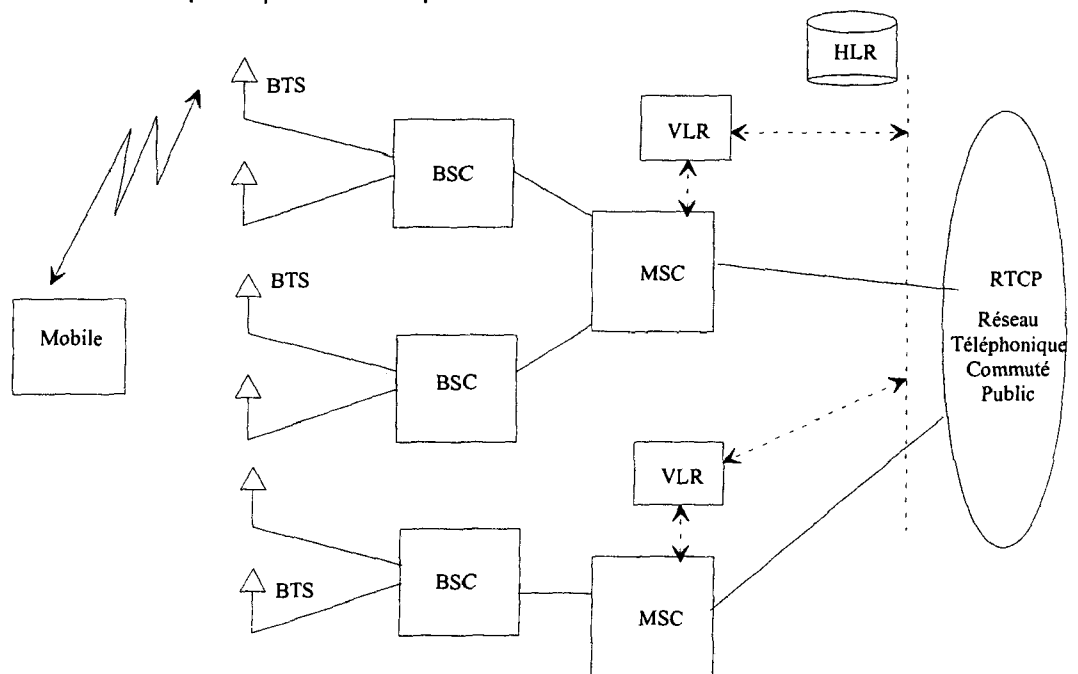 HLR
BTS
VLR
BSC
MSC
BTS
RTCP
Réseau
Téléphonique
Commuté
Public
Mobile
BSC
VLR
BSC
BTS
MSC